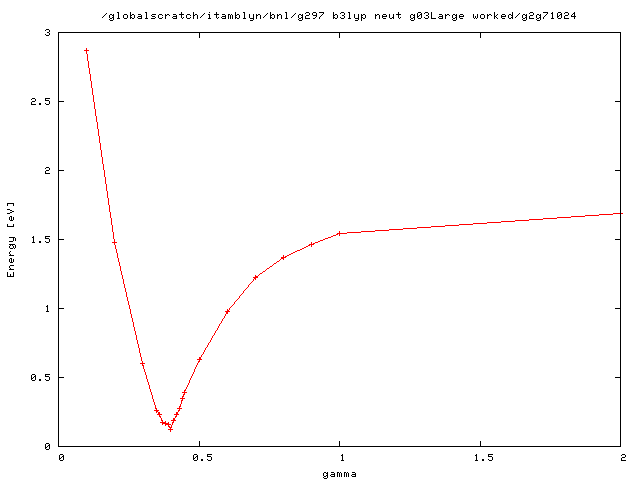 /globalscratch/itamblyn/bnl/g297 b3lyp neut g03Large worked/g2g71024
3
2.5
2
1.5
1
0.5
0
Energy [eV]
0 0.5 1 1.5 2
gamma